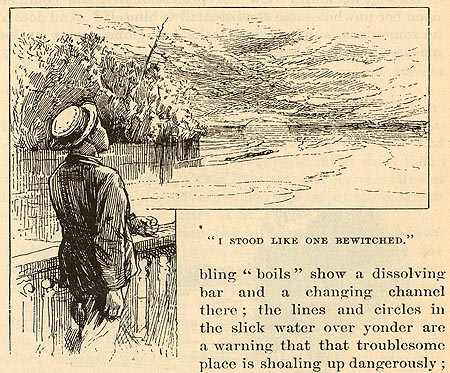 "I STOOD LIKE ONE BEWITCHED."
bling "boils" show a dissolving
bar and a changing channel
there; the lines and circles in
the slick water over yonder are
a warning that that troublesome
place is shoaling up dangerously;